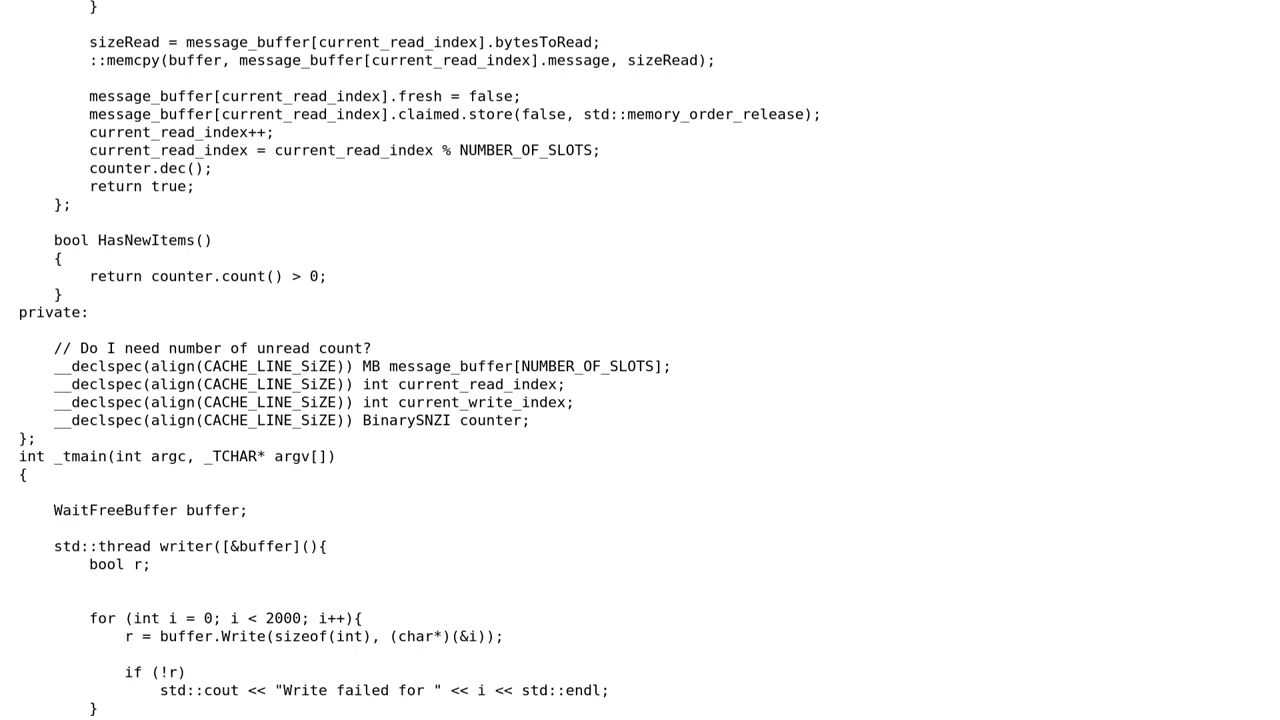 }

        sizeRead = message_buffer[current_read_index].bytesToRead;
        ::memcpy(buffer, message_buffer[current_read_index].message, sizeRead);

        message_buffer[current_read_index].fresh = false;
        message_buffer[current_read_index].claimed.store(false, std::memory_order_release);
        current_read_index++;
        current_read_index = current_read_index % NUMBER_OF_SLOTS;
        counter.dec();
        return true;
    };

    bool HasNewItems()
    {
        return counter.count() > 0;
    }
private:

    // Do I need number of unread count?
    __declspec(align(CACHE_LINE_SiZE)) MB message_buffer[NUMBER_OF_SLOTS];
    __declspec(align(CACHE_LINE_SiZE)) int current_read_index;
    __declspec(align(CACHE_LINE_SiZE)) int current_write_index;
    __declspec(align(CACHE_LINE_SiZE)) BinarySNZI counter;
};
int _tmain(int argc, _TCHAR* argv[])
{

    WaitFreeBuffer buffer;

    std::thread writer([&buffer](){
        bool r;


        for (int i = 0; i < 2000; i++){
            r = buffer.Write(sizeof(int), (char*)(&i));

            if (!r)
                std::cout << "Write failed for " << i << std::endl;
        }